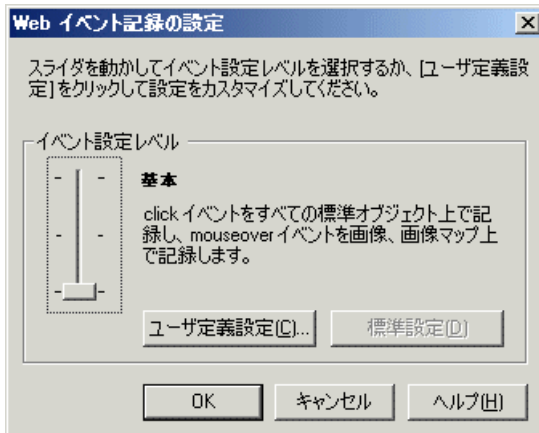 Web イベント記録の設定
スライダを動かしてイベント設定レベルを選択するか、[ユーザ定義設
定]をクリックして設定をカスタマイズしてください。
イベント設定レベル
基本
click イベントをすべての標準オブジェクト上で記
録し、mouseover イベントを画像、画像マップ上
で記録します。
ユーザ定義設定(C)...
標準設定(D)
OK
キャンセル
ヘルプ(H)